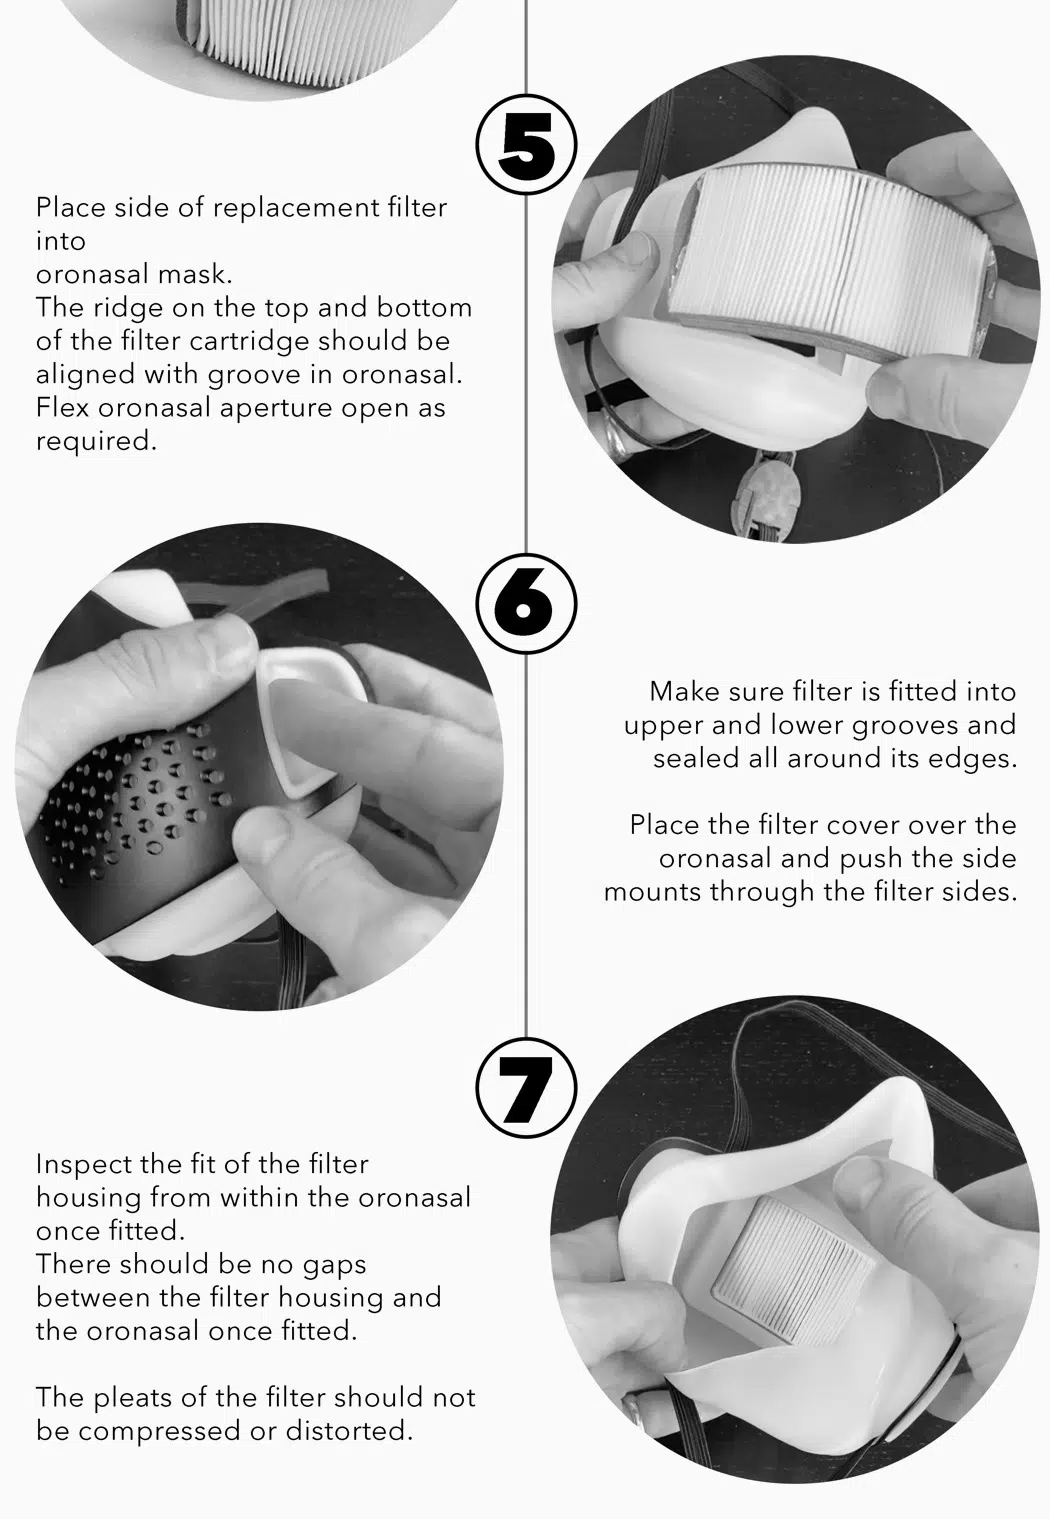 5
Place side of replacement filter
into
oronasal mask.
The ridge on the top and bottom
of the filter cartridge should be
aligned with groove in oronasal.
Flex oronasal aperture open as
required.
6
Make sure filter is fitted into
upper and lower grooves and
sealed all around its edges.
Place the filter cover over the
oronasal and push the side
mounts through the filter sides.
7
Inspect the fit of the filter
housing from within the oronasal
once fitted.
There should be no gaps
between the filter housing and
the oronasal once fitted.
The pleats of the filter should not
be compressed or distorted.